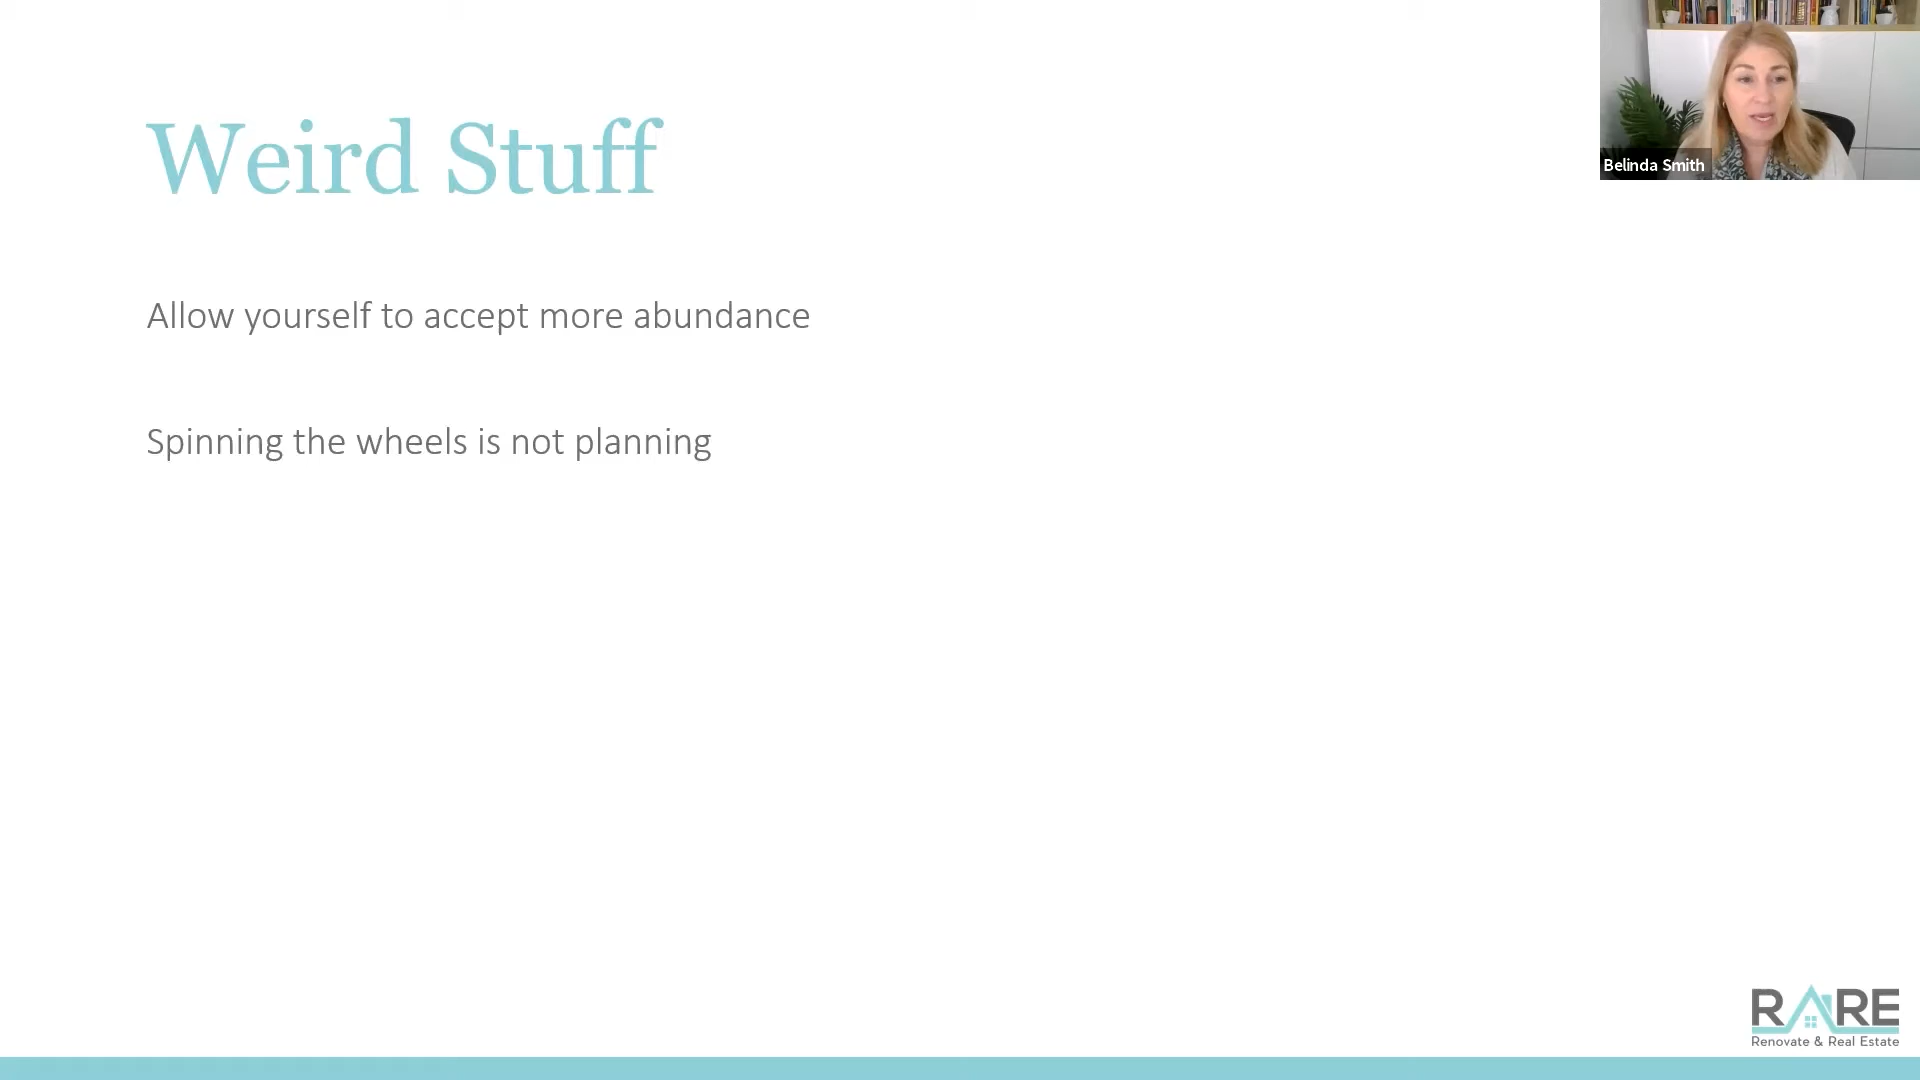 Weird Stuff
Belinda Smith
Allow yourself to accept more abundance
Spinning the wheels is not planning
RARE
Renovate & Real Estate